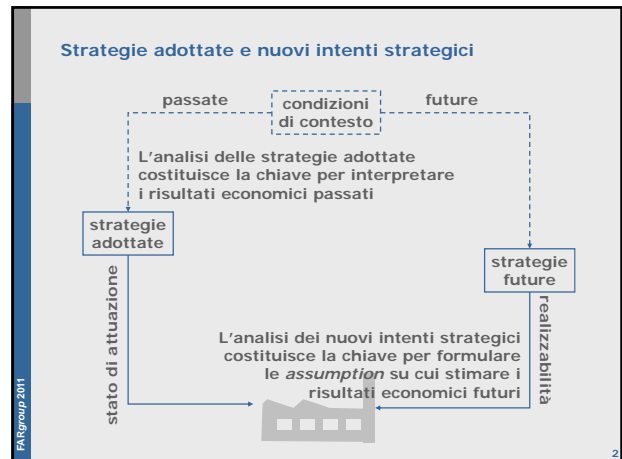 Strategie adottate e nuovi intenti strategici
passate
condizioni
di contesto
future
L'analisi delle strategie adottate
costituisce la chiave per interpretare
i risultati economici passati
strategie
adottate
strategie
future
stato di attuazione
realizzabilità
L'analisi dei nuovi intenti strategici
costituisce la chiave per formulare
le assumption su cui stimare i
risultati economici futuri
FARgroup 2011
2